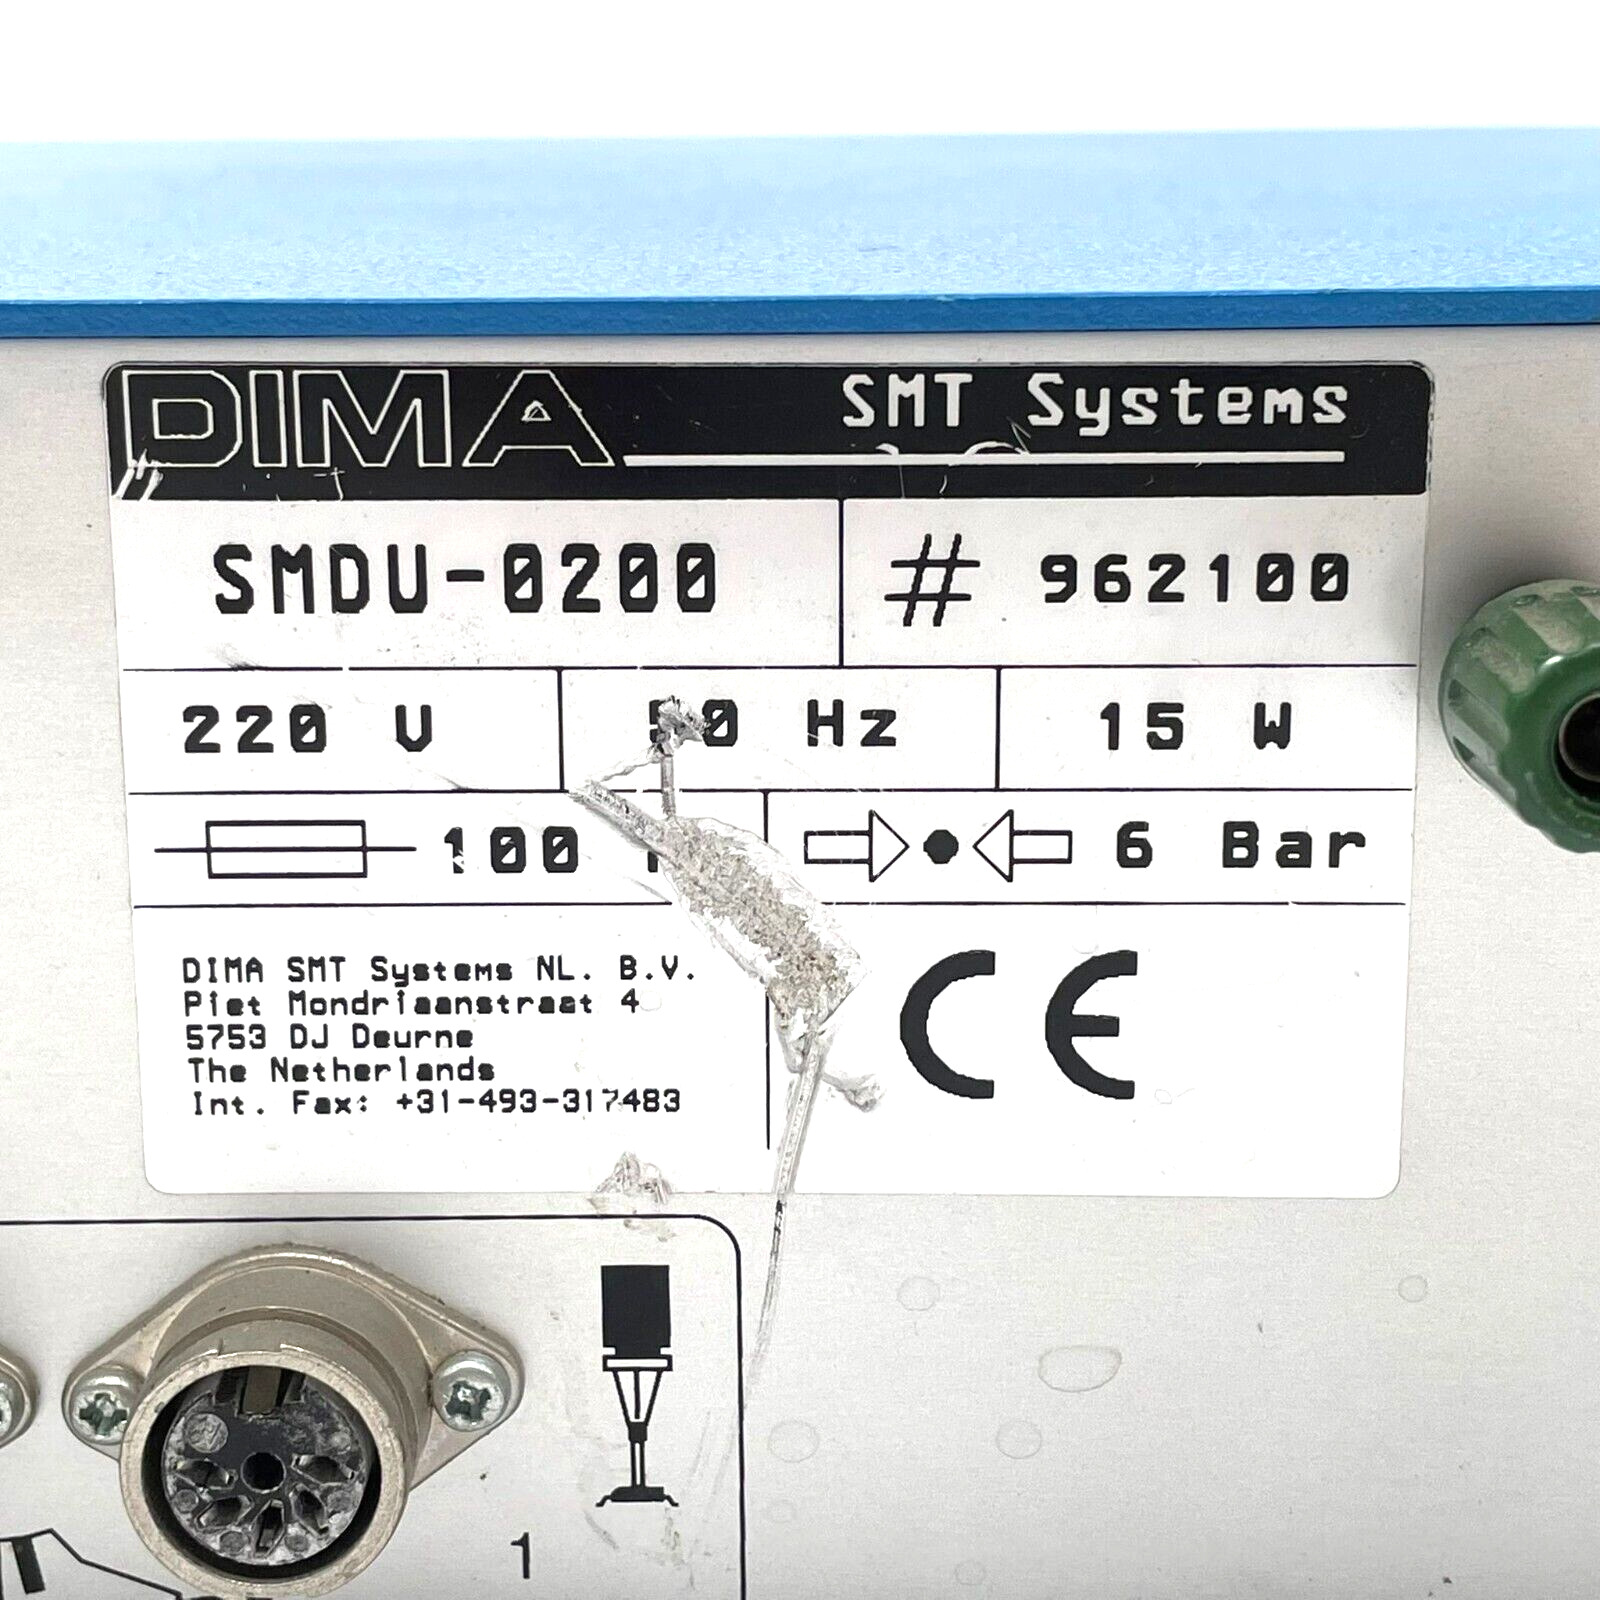 DIMA SMT Systems
SMDU-0200 # 962100
220 V 50 Hz 15 W
100 6 Bar
DIMA SMT Systems NL. B.V.
Piet Mondriaanstraat 4
5753 DJ Deurne
The Netherlands
Int. Fax: +31-493-317483
CE
1